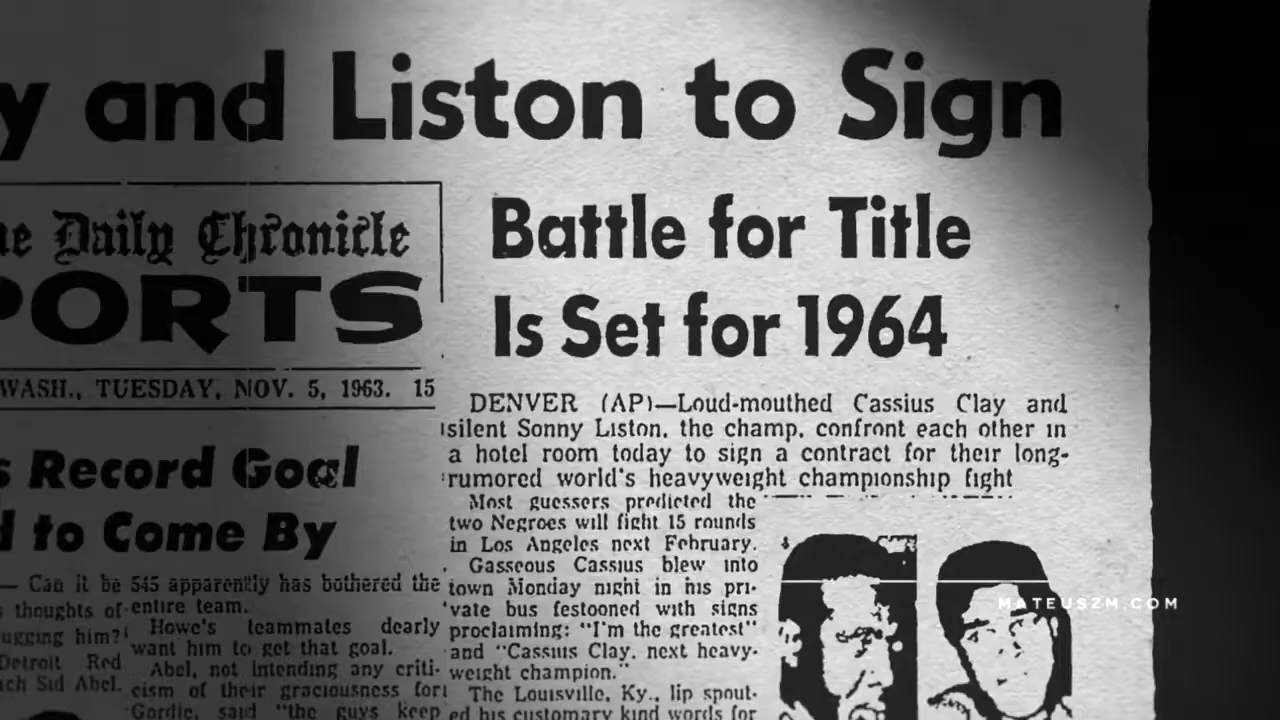 y and Liston to Sign
he Daily Chronicle
PORTS
WASH., TUESDAY, NOV. 5, 1963. 15
Battle for Title
Is Set for 1964
DENVER (AP)—Loud-mouthed Cassius Clay and
silent Sonny Liston, the champ, confront each other in
a hotel room today to sign a contract for their long-
rumored world's heavyweight championship fight
Most guessers predicted the
two Negroes will fight 15 rounds
in Los Angeles next February.
Gasseous Cassius blew into
town Monday night in his pri-
vate bus festooned with signs
proclaiming: "I'm the greatest"
and "Cassius Clay, next heavy-
weight champion."
The Louisville, Ky., lip spout-
ed his customary kind words for
s Record Goal
d to Come By
— Can it be
s thoughts of
ugging him?
Detroit Red
ch Sid Abel.
545 apparently has bothered the
entire team.
Howe's teammates dearly
want him to get that goal.
Abel, not intending any criti-
cism of their graciousness for
Gordie, said "the guys keep
MATEUSZM.COM